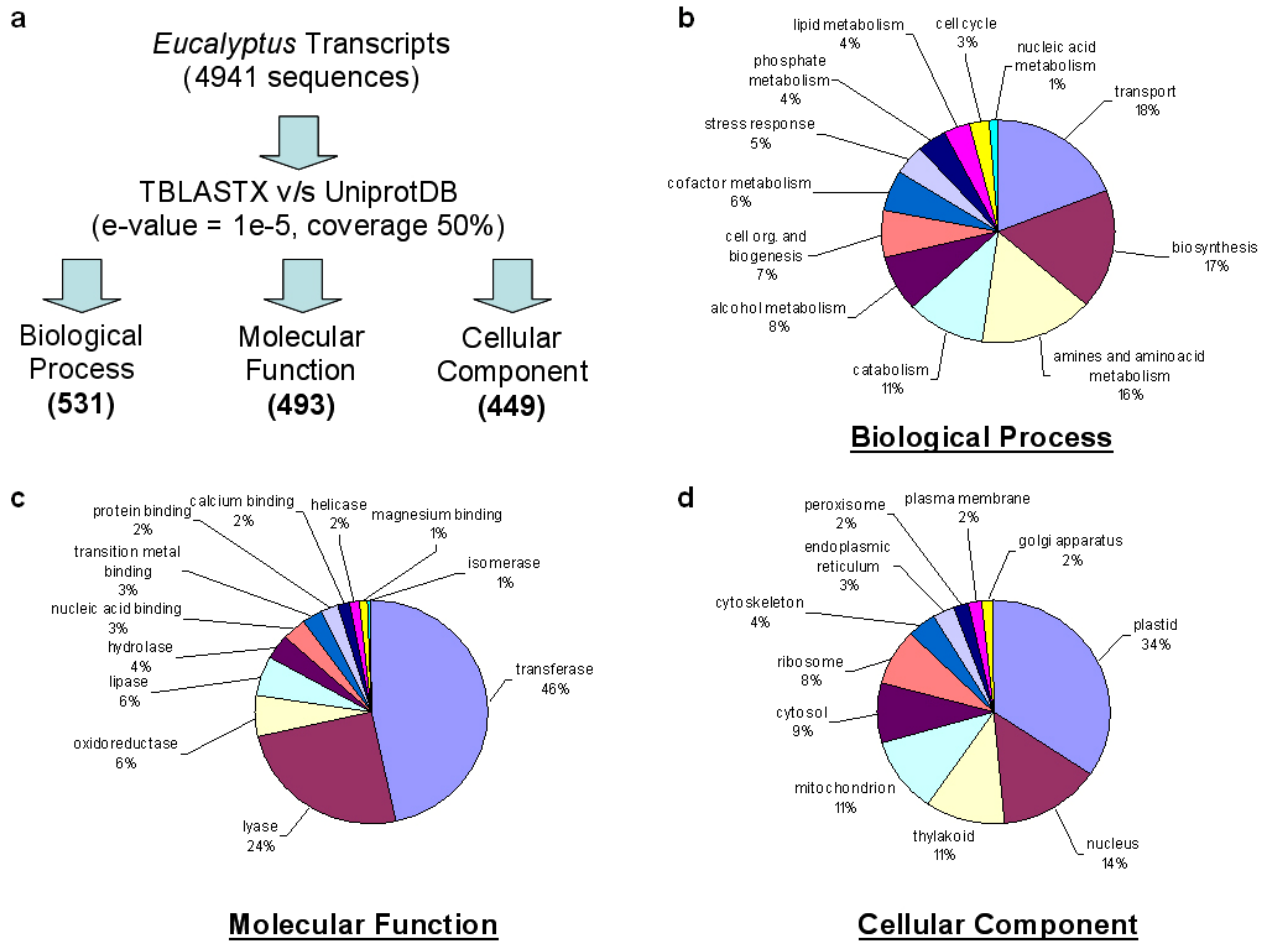 a
Eucalyptus Transcripts
(4941 sequences)
TBLASTX v/s UniprotDB
(e-value = 1e-5, coverage 50%)
Biological
Process
(531)
Molecular
Function
(493)
Cellular
Component
(449)
b
lipid metabolism
4%
cell cycle
3%
nucleic acid
metabolism
1%
phosphate
metabolism
4%
transport
18%
stress response
5%
cofactor metabolism
6%
cell org. and
biogenesis
7%
biosynthesis
17%
alcohol metabolism
8%
catabolism
11%
amines and aminoacid
metabolism
16%
Biological Process
c
protein binding
2%
calcium binding
2%
helicase
2%
magnesium binding
1%
isomerase
1%
transition metal
binding
3%
nucleic acid binding
3%
hydrolase
4%
lipase
6%
transferase
46%
oxidoreductase
6%
lyase
24%
Molecular Function
d
peroxisome
2%
plasma membrane
2%
golgi apparatus
2%
endoplasmic
reticulum
3%
cytoskeleton
4%
plastid
34%
ribosome
8%
cytosol
9%
mitochondrion
11%
thylakoid
11%
nucleus
14%
Cellular Component